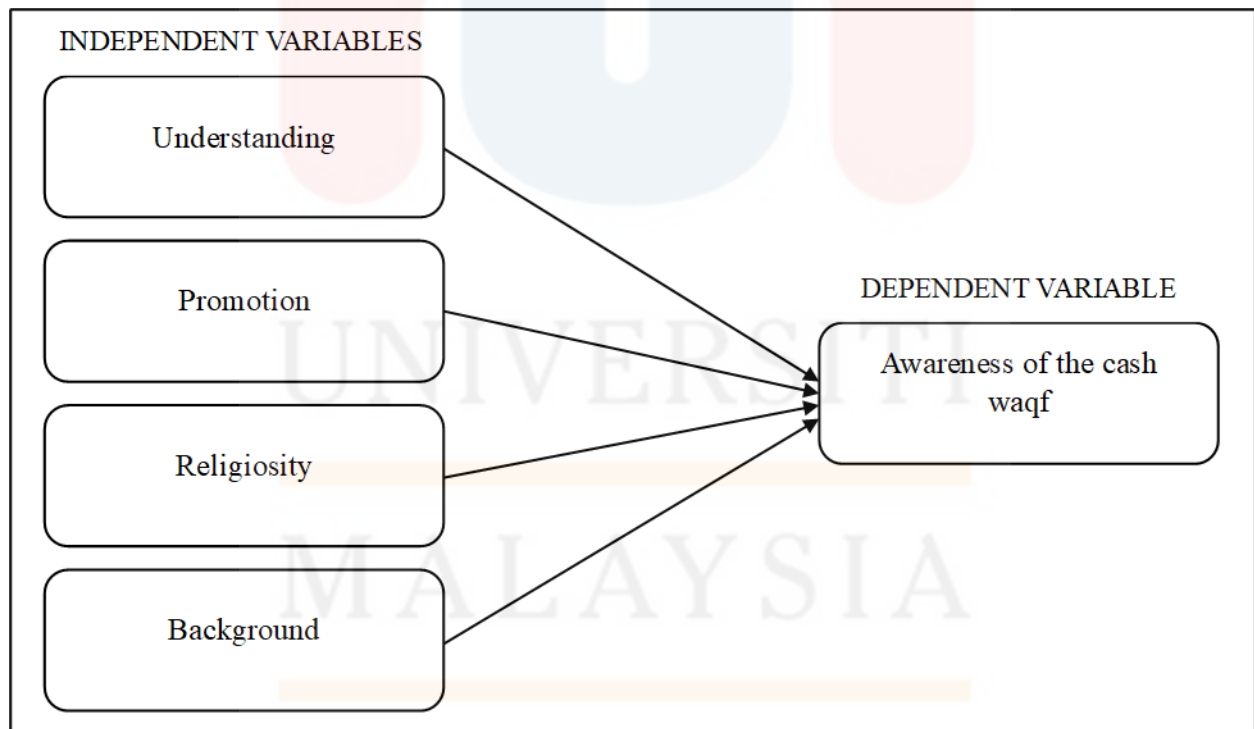 INDEPENDENT VARIABLES
Understanding
Promotion
Religiosity
Background
DEPENDENT VARIABLE
Awareness of the cash
waqf
UNIVERSITI
MALAYSIA